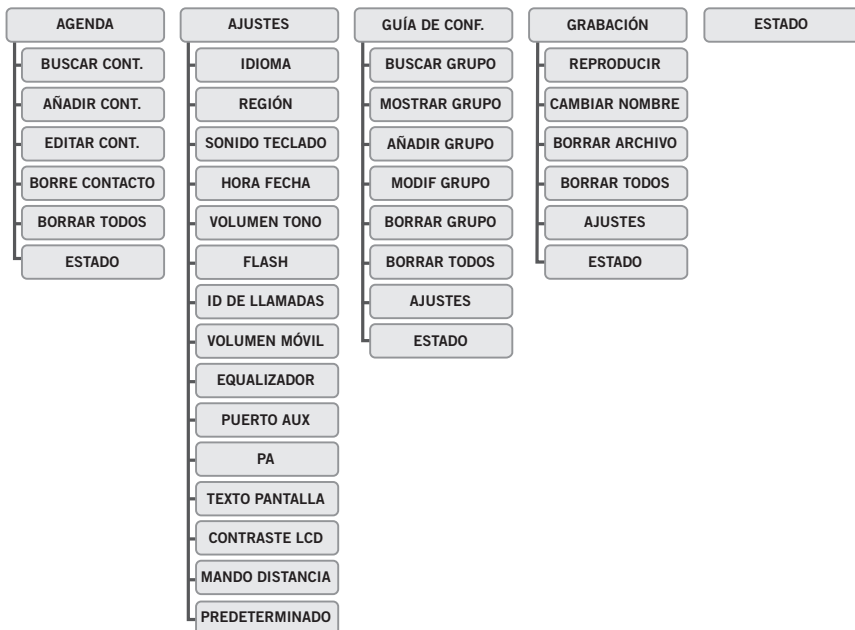 AGENDA
BUSCAR CONT.
AÑADIR CONT.
EDITAR CONT.
BORRE CONTACTO
BORRAR TODOS
ESTADO
AJUSTES
IDIOMA
REGIÓN
SONIDO TECLADO
HORA FECHA
VOLUMEN TONO
FLASH
ID DE LLAMADAS
VOLUMEN MÓVIL
EQUALIZADOR
PUERTO AUX
PA
TEXTO PANTALLA
CONTRASTE LCD
MANDO DISTANCIA
PREDETERMINADO
GUÍA DE CONF.
BUSCAR GRUPO
MOSTRAR GRUPO
AÑADIR GRUPO
MODIF GRUPO
BORRAR GRUPO
BORRAR TODOS
AJUSTES
ESTADO
GRABACIÓN
REPRODUCIR
CAMBIAR NOMBRE
BORRAR ARCHIVO
BORRAR TODOS
AJUSTES
ESTADO
ESTADO